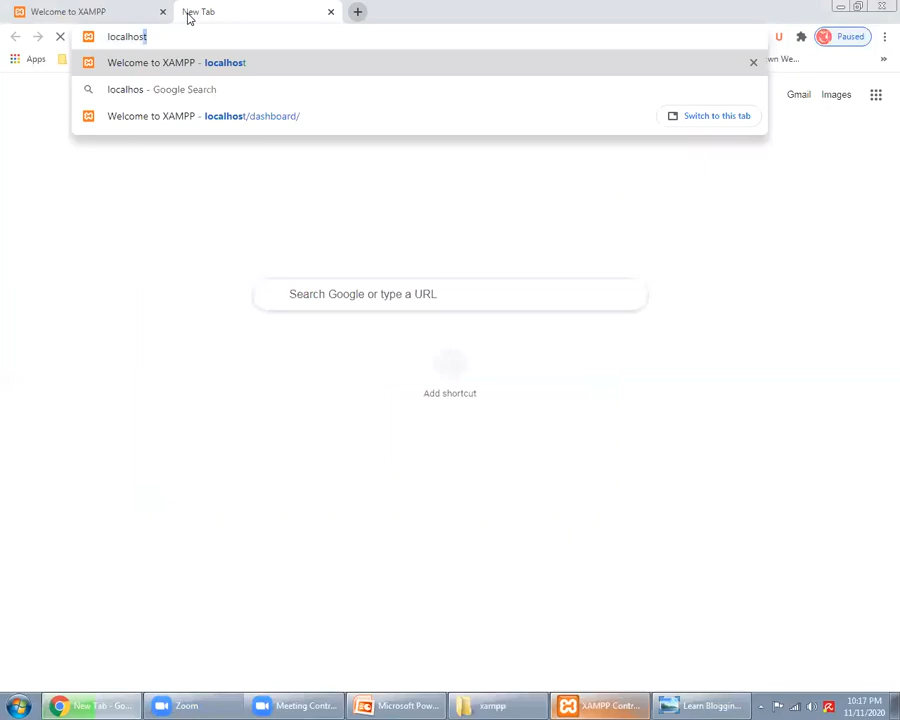 Welcome to XAMPP
New Tab
localhost
Paused
Apps
wn We...
Welcome to XAMPP - localhost
localhos - Google Search
Welcome to XAMPP - localhost/dashboard/
Switch to this tab
Gmail Images
Search Google or type a URL
Add shortcut
New Tab - Go...
Zoom
Meeting Contr...
Microsoft Pow...
xampp
XAMPP Contr...
Learn Bloggin...
10:17 PM
11/11/2020